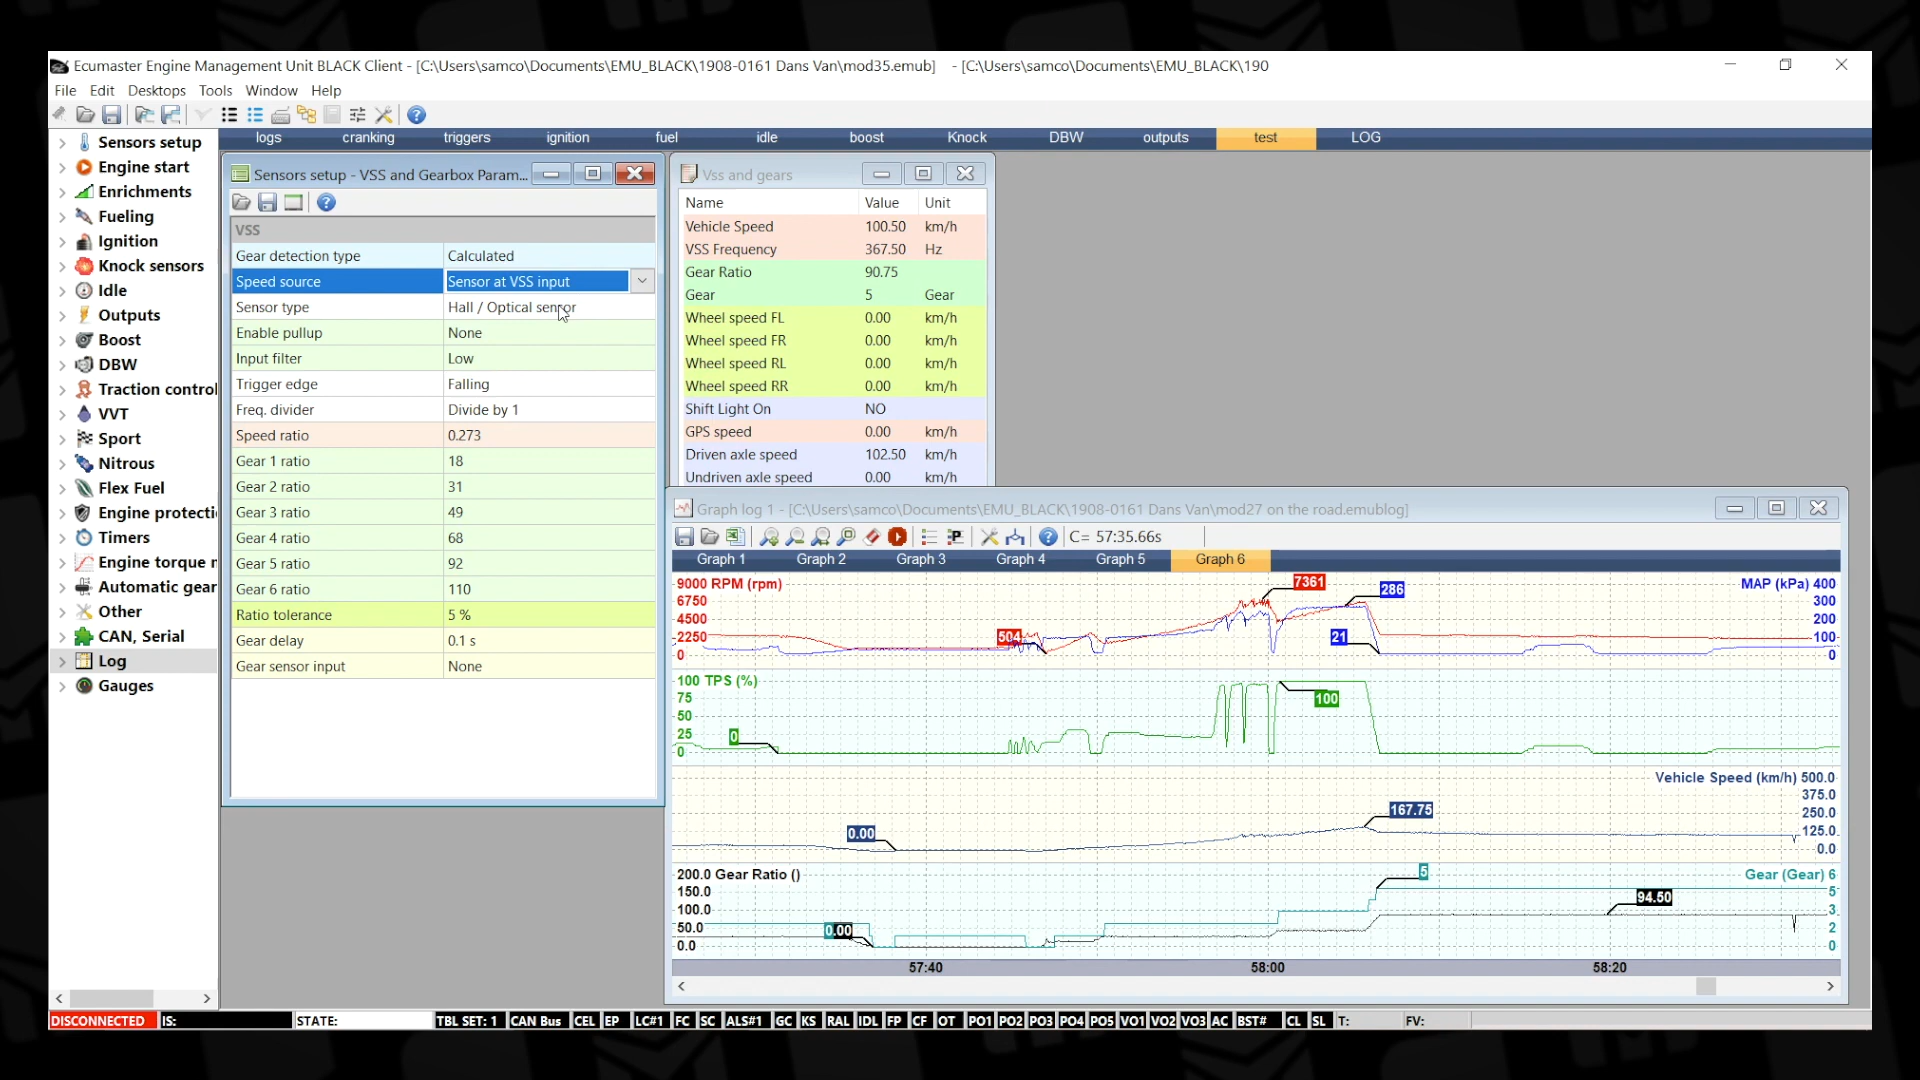 Ecumaster Engine Management Unit BLACK Client - [C:\Users\samco\Documents\EMU_BLACK\1908-0161 Dans Van\mod35.emub]   - [C:\Users\samco\Documents\EMU_BLACK\190
File Edit Desktops Tools Window Help
logs cranking triggers ignition fuel idle boost Knock DBW outputs test LOG
Sensors setup
Engine start
Enrichments
Fueling
Ignition
Knock sensors
Idle
Outputs
Boost
DBW
Traction control
VVT
Sport
Nitrous
Flex Fuel
Engine protecti
Timers
Engine torque r
Automatic gear
Other
CAN, Serial
Log
Gauges
Sensors setup - VSS and Gearbox Param...
VSS
Gear detection type Calculated
Speed source Sensor at VSS input
Sensor type Hall / Optical sensor
Enable pullup None
Input filter Low
Trigger edge Falling
Freq. divider Divide by 1
Speed ratio 0.273
Gear 1 ratio 18
Gear 2 ratio 31
Gear 3 ratio 49
Gear 4 ratio 68
Gear 5 ratio 92
Gear 6 ratio 110
Ratio tolerance 5 %
Gear delay 0.1 s
Gear sensor input None
Vss and gears
Name Value Unit
Vehicle Speed 100.50 km/h
VSS Frequency 367.50 Hz
Gear Ratio 90.75
Gear 5 Gear
Wheel speed FL 0.00 km/h
Wheel speed FR 0.00 km/h
Wheel speed RL 0.00 km/h
Wheel speed RR 0.00 km/h
Shift Light On NO
GPS speed 0.00 km/h
Driven axle speed 102.50 km/h
Undriven axle speed 0.00 km/h
Graph log 1 - [C:\Users\samco\Documents\EMU_BLACK\1908-0161 Dans Van\mod27 on the road.emublog]
C= 57:35.66s
Graph 1 Graph 2 Graph 3 Graph 4 Graph 5 Graph 6
9000 RPM (rpm) 7361 286 MAP (kPa) 400
6750 300
4500 200
2250 504 21 100
0 0
100 TPS (%)
75 100
50
25 0
0
Vehicle Speed (km/h) 500.0
375.0
167.75 250.0
0.00 125.0
0.0
200.0 Gear Ratio () 5 Gear (Gear) 6
150.0 94.50 5
100.0 3
50.0 0.00 2
0.0 0
57:40 58:00 58:20
DISCONNECTED IS: STATE: TBL SET: 1 CAN Bus CEL EP LC#1 FC SC ALS#1 GC KS RAL IDL FP CF OT PO1 PO2 PO3 PO4 PO5 VO1 VO2 VO3 AC BST# CL SL T: FV: